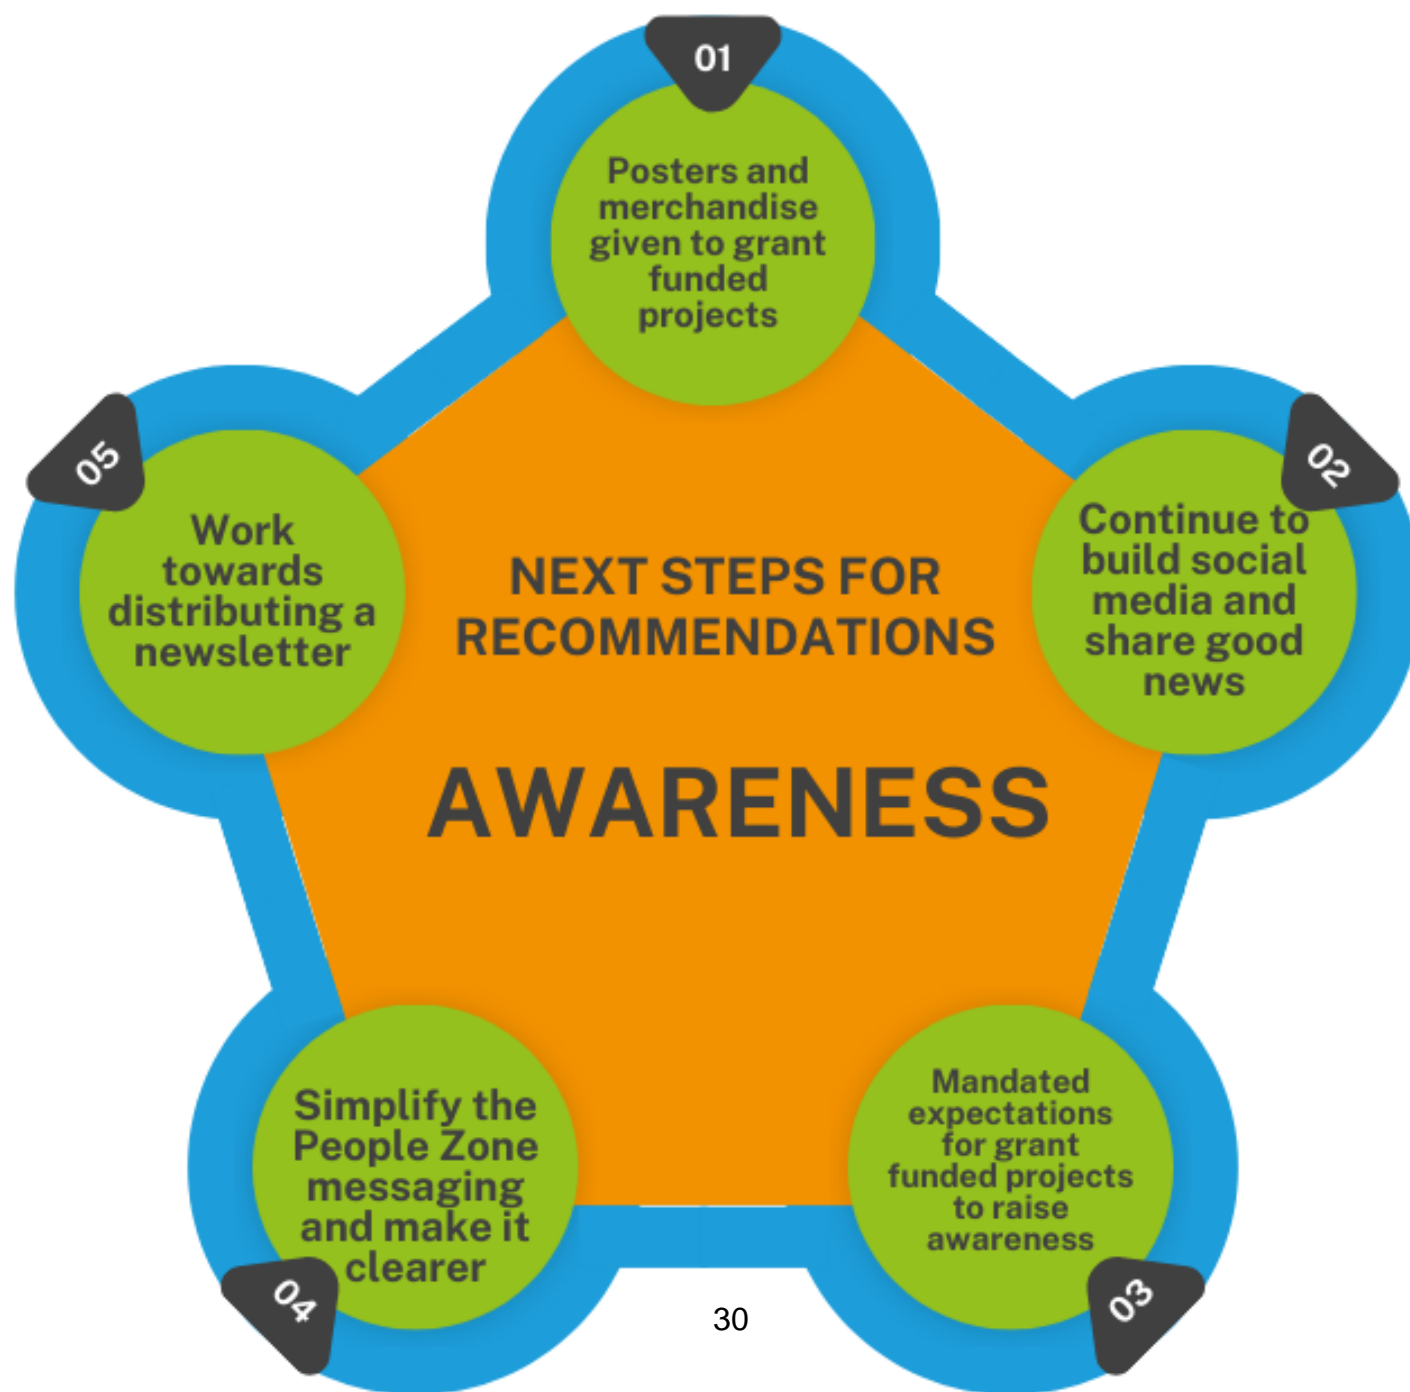 01
Posters and
merchandise
given to grant
funded
projects
02
Continue to
build social
media and
share good
news
03
Mandated
expectations
for grant
funded projects
to raise
awareness
04
Simplify the
People Zone
messaging
and make it
clearer
05
Work
towards
distributing a
newsletter
NEXT STEPS FOR
RECOMMENDATIONS
AWARENESS
30